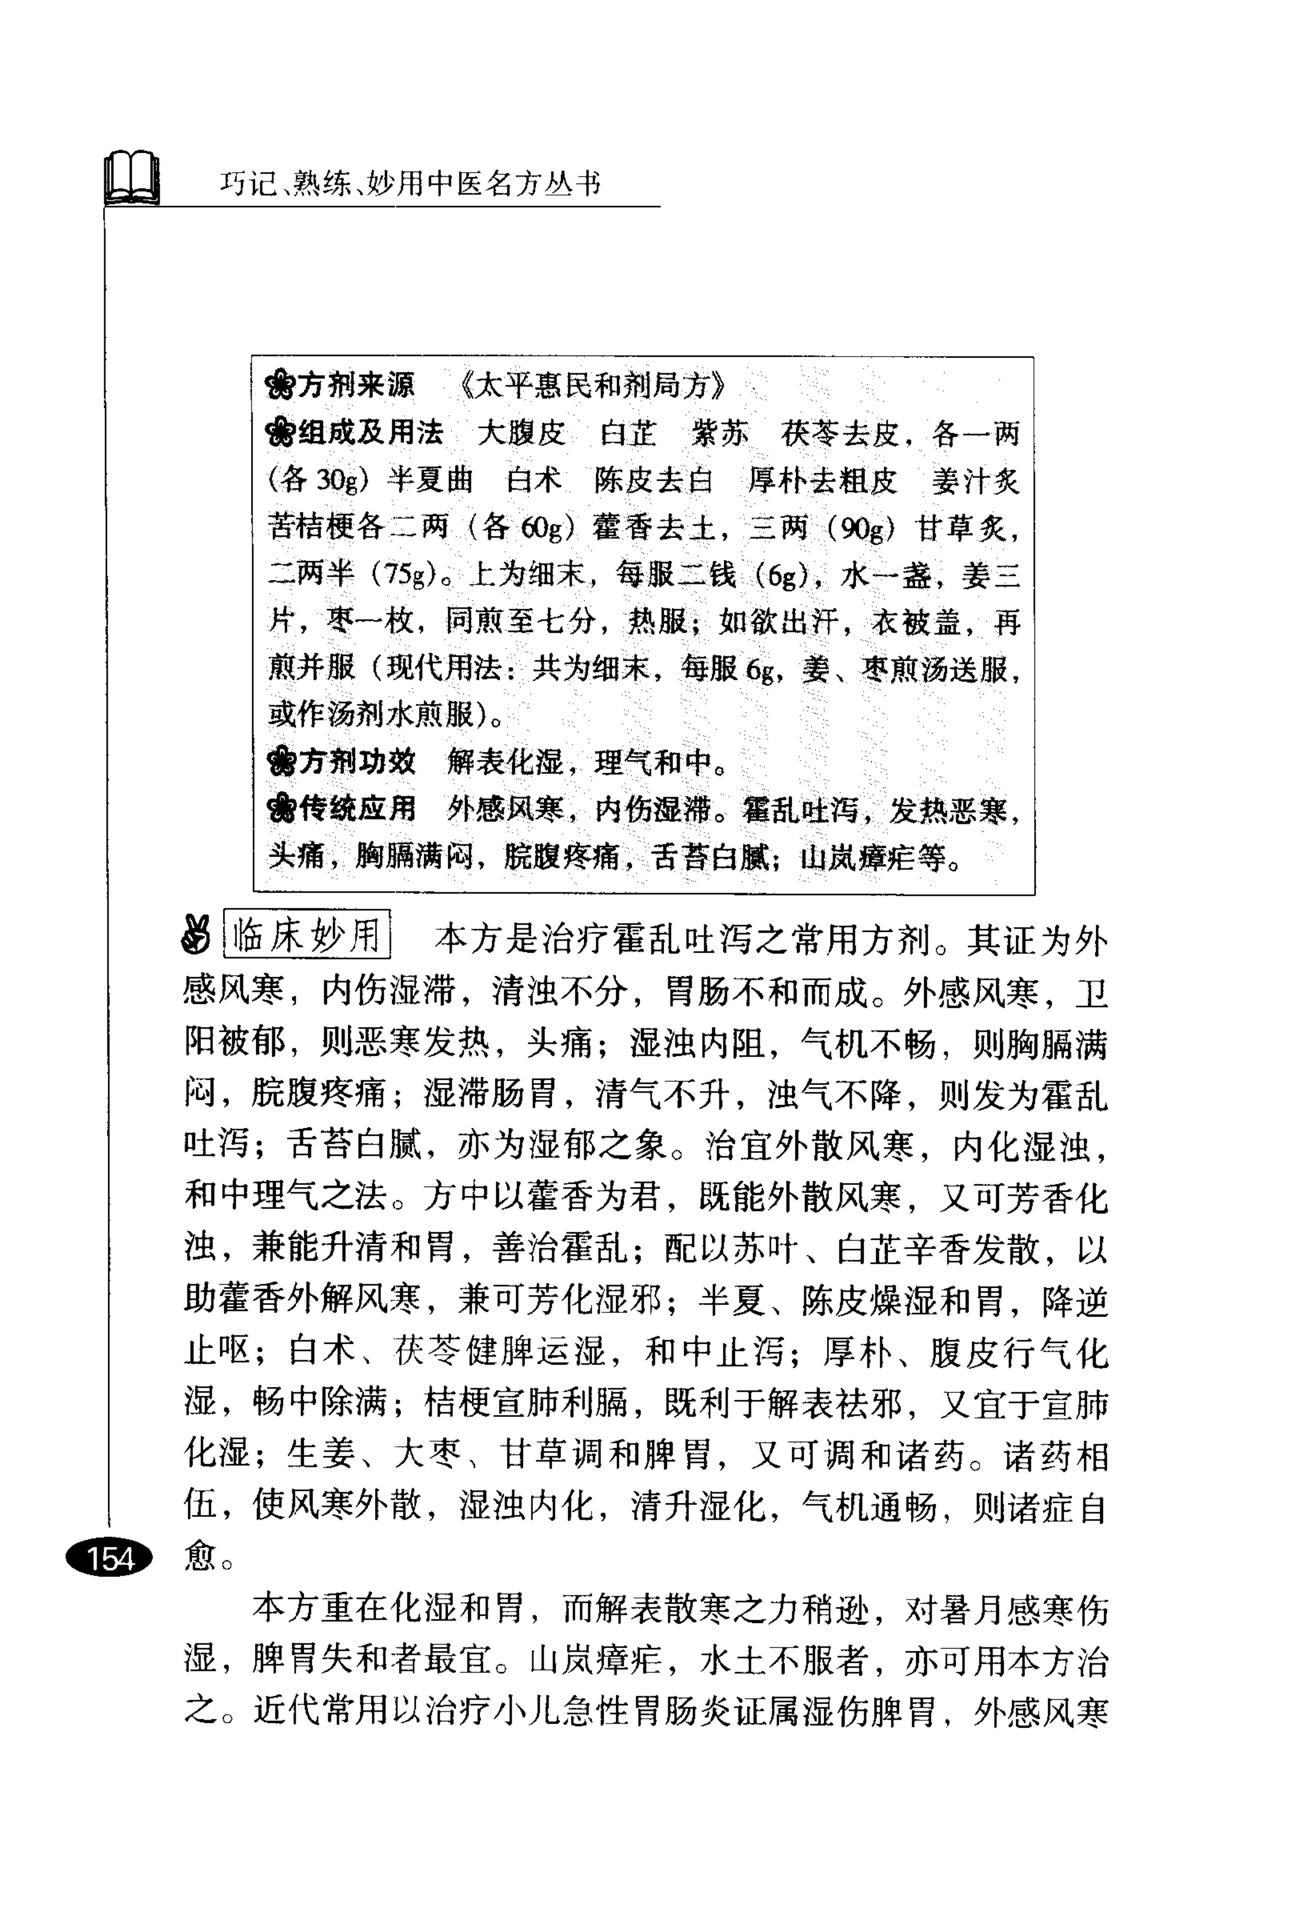 巧记、熟练、妙用中医名方丛书
方剂来源 《太平惠民和剂局方》
组成及用法 大腹皮 白芷 紫苏 茯苓去皮，各一两
(各 30g) 半夏曲 白术 陈皮去白 厚朴去粗皮 姜汁炙
苦桔梗各二两 (各 60g) 藿香去土，三两 (90g) 甘草炙，
二两半 (75g)。上为细末，每服二钱 (6g)，水一盏，姜三
片，枣一枚，同煎至七分，热服；如欲出汗，衣被盖，再
煎并服 (现代用法：共为细末，每服 6g，姜、枣煎汤送服，
或作汤剂水煎服)。
方剂功效 解表化湿，理气和中。
传统应用 外感风寒，内伤湿滞。霍乱吐泻，发热恶寒，
头痛，胸膈满闷，脘腹疼痛，舌苔白腻；山岚瘴疟等。
临床妙用 本方是治疗霍乱吐泻之常用方剂。其证为外
感风寒，内伤湿滞，清浊不分，胃肠不和而成。外感风寒，卫
阳被郁，则恶寒发热，头痛；湿浊内阻，气机不畅，则胸膈满
闷，脘腹疼痛；湿滞肠胃，清气不升，浊气不降，则发为霍乱
吐泻；舌苔白腻，亦为湿郁之象。治宜外散风寒，内化湿浊，
和中理气之法。方中以藿香为君，既能外散风寒，又可芳香化
浊，兼能升清和胃，善治霍乱；配以苏叶、白芷辛香发散，以
助藿香外解风寒，兼可芳化湿邪；半夏、陈皮燥湿和胃，降逆
止呕；白术、茯苓健脾运湿，和中止泻；厚朴、腹皮行气化
湿，畅中除满；桔梗宣肺利膈，既利于解表祛邪，又宜于宣肺
化湿；生姜、大枣、甘草调和脾胃，又可调和诸药。诸药相
伍，使风寒外散，湿浊内化，清升湿化，气机通畅，则诸症自
愈。
本方重在化湿和胃，而解表散寒之力稍逊，对暑月感寒伤
湿，脾胃失和者最宜。山岚瘴疟，水土不服者，亦可用本方治
之。近代常用以治疗小儿急性胃肠炎证属湿伤脾胃，外感风寒
154